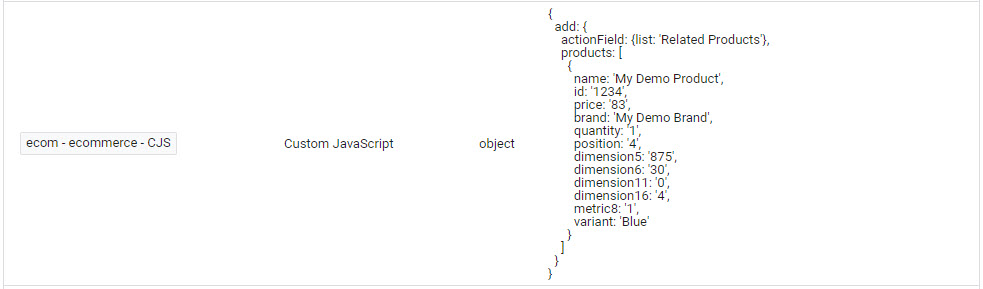 {
add: {
actionField: {list: 'Related Products'},
products: [
{
name: 'My Demo Product',
id: '1234',
price: '83',
brand: 'My Demo Brand',
quantity: '1',
ecom - ecommerce - CJS Custom JavaScript object position: '4',
dimension5: '875',
dimension6: '30',
dimension11: '0',
dimension16: '4',
metric8: '1',
variant: 'Blue'
}
]
}
}